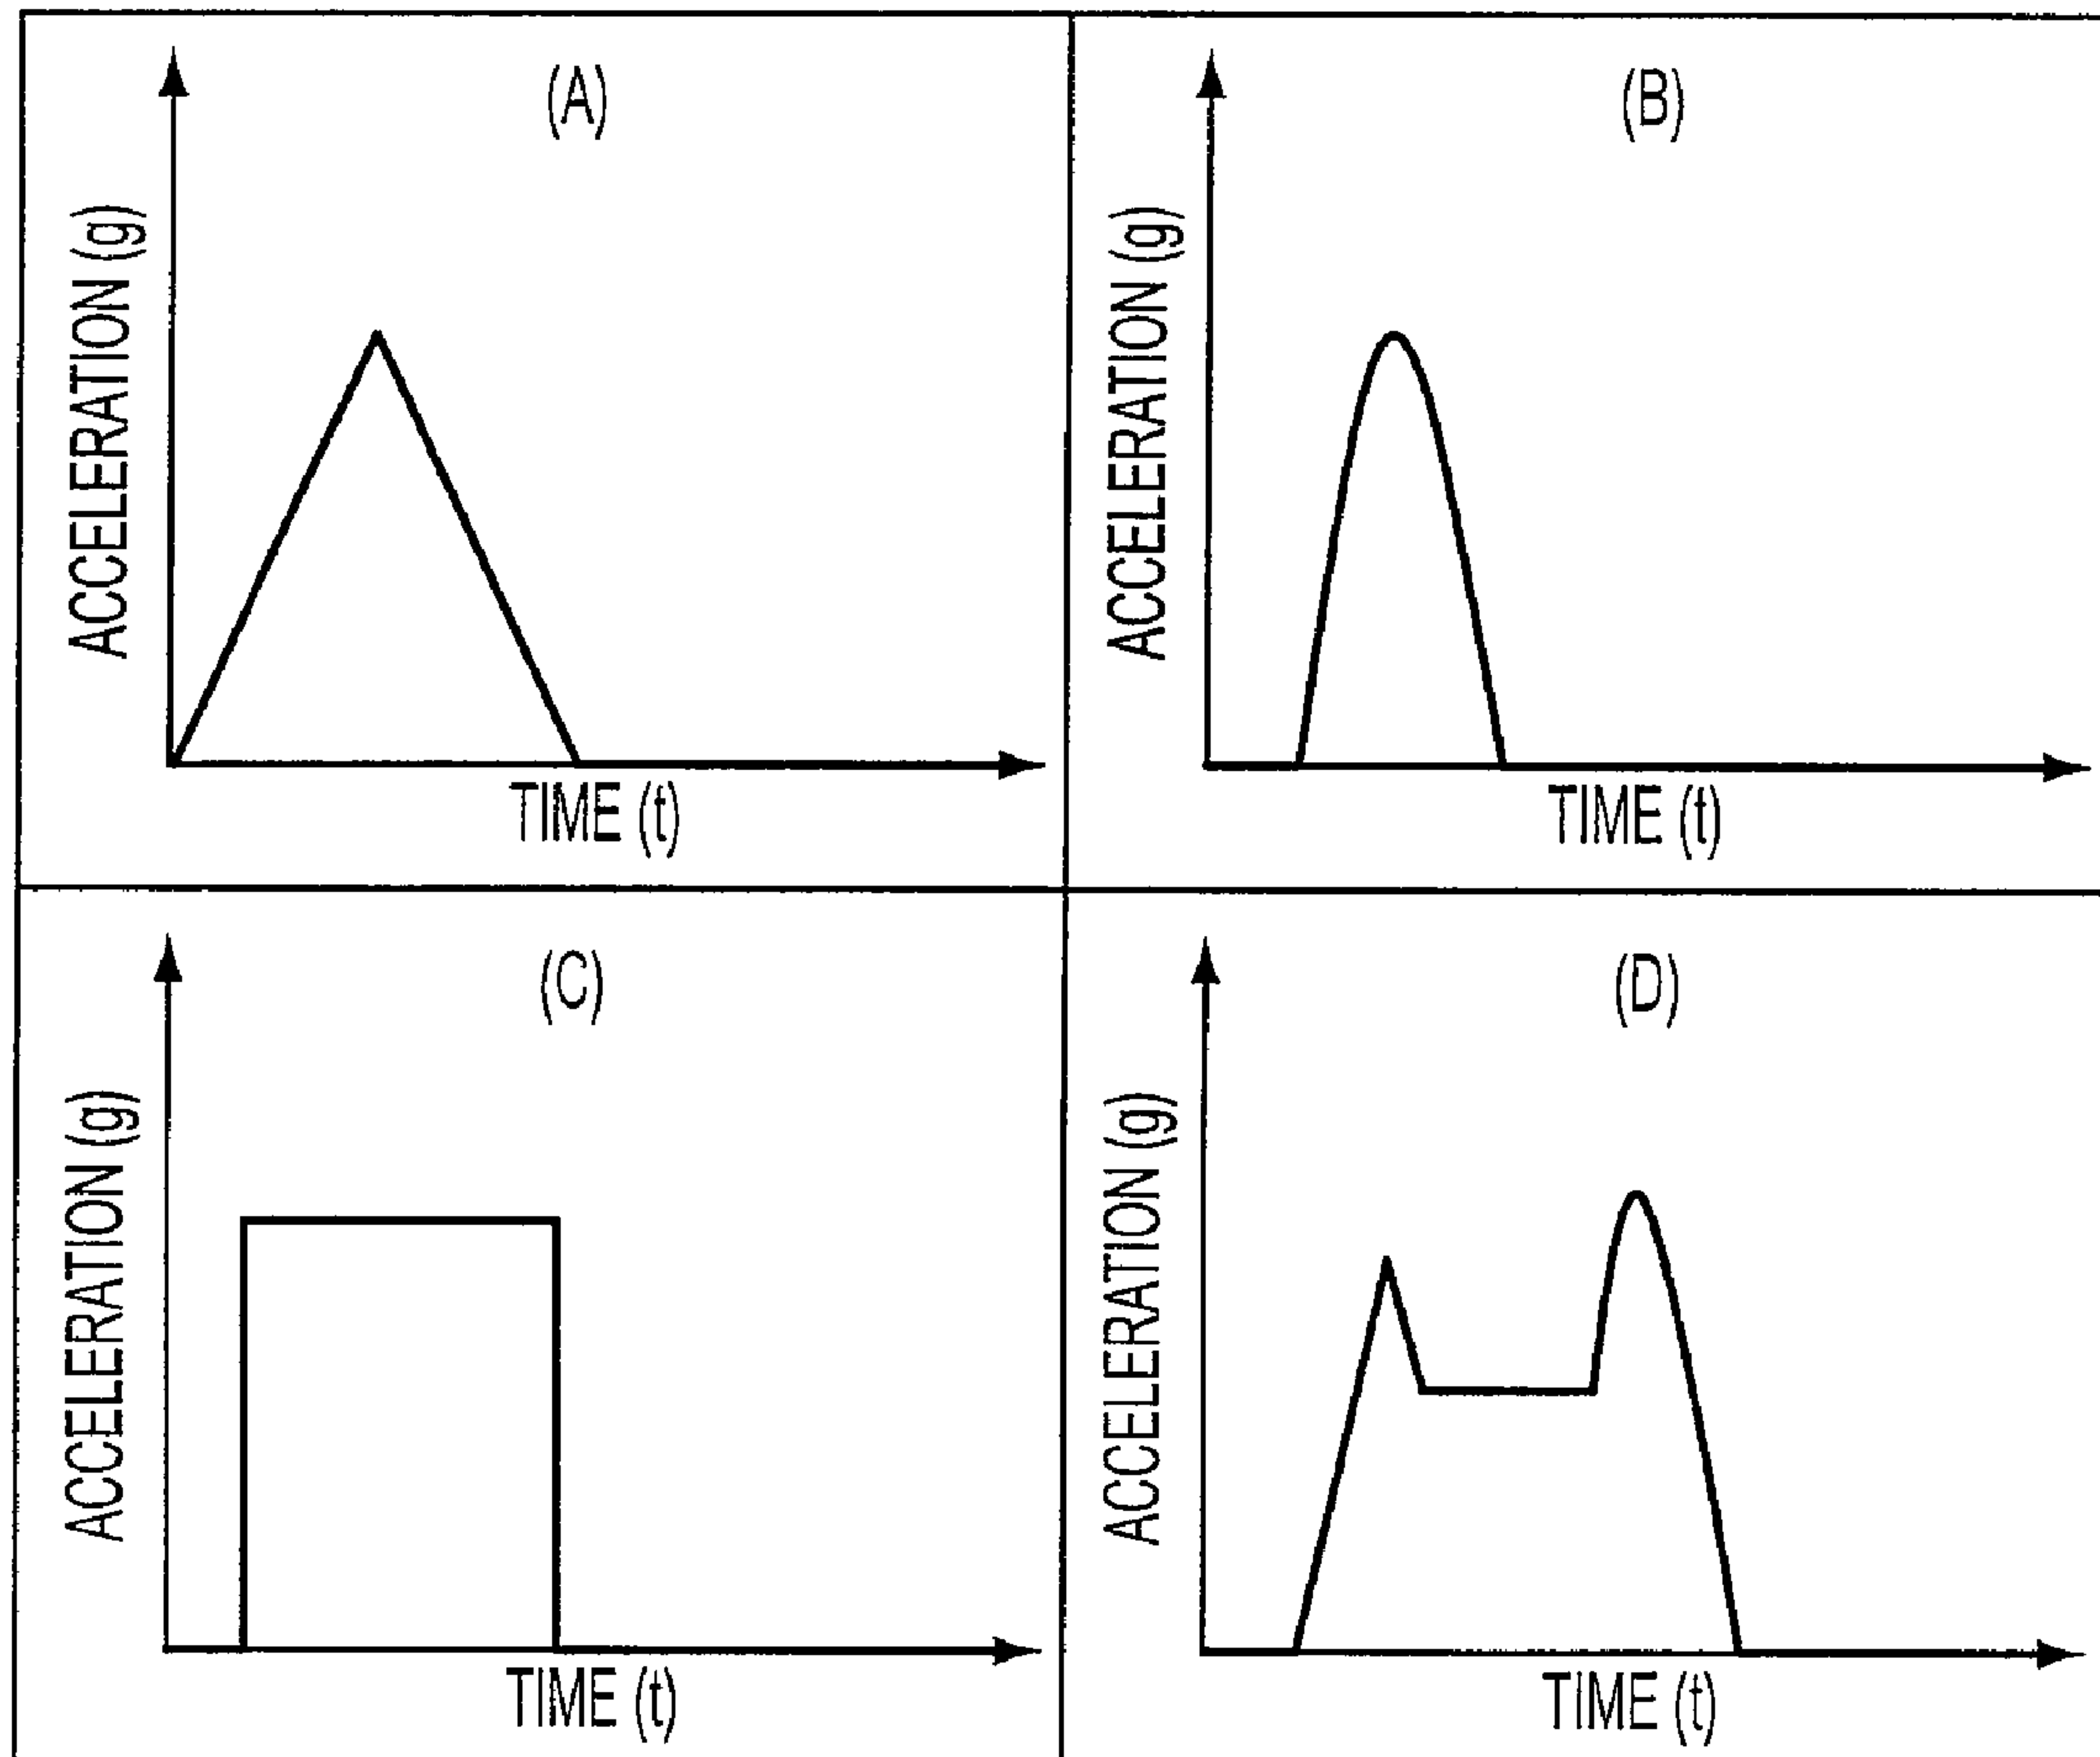 (A)
ACCELERATION (g)
TIME (t)
(B)
ACCELERATION (g)
TIME (t)
(C)
ACCELERATION (g)
TIME (t)
(D)
ACCELERATION (g)
TIME (t)